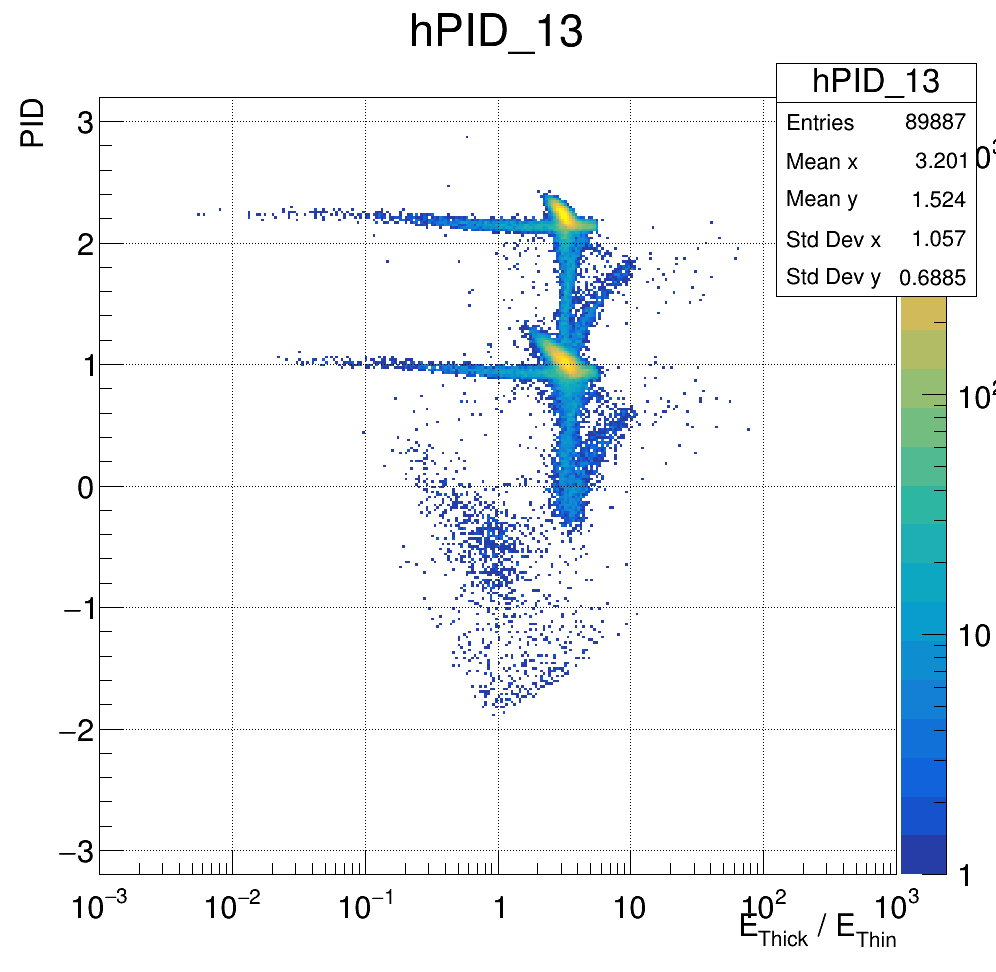 hPID_13
PID
hPID_13
Entries 89887
Mean x 3.201
Mean y 1.524
Std Dev x 1.057
Std Dev y 0.6885
3
2
1
0
−1
−2
−3
10³
10²
10
1
10⁻³ 10⁻² 10⁻¹ 1 10 10² 10³
E_Thick / E_Thin